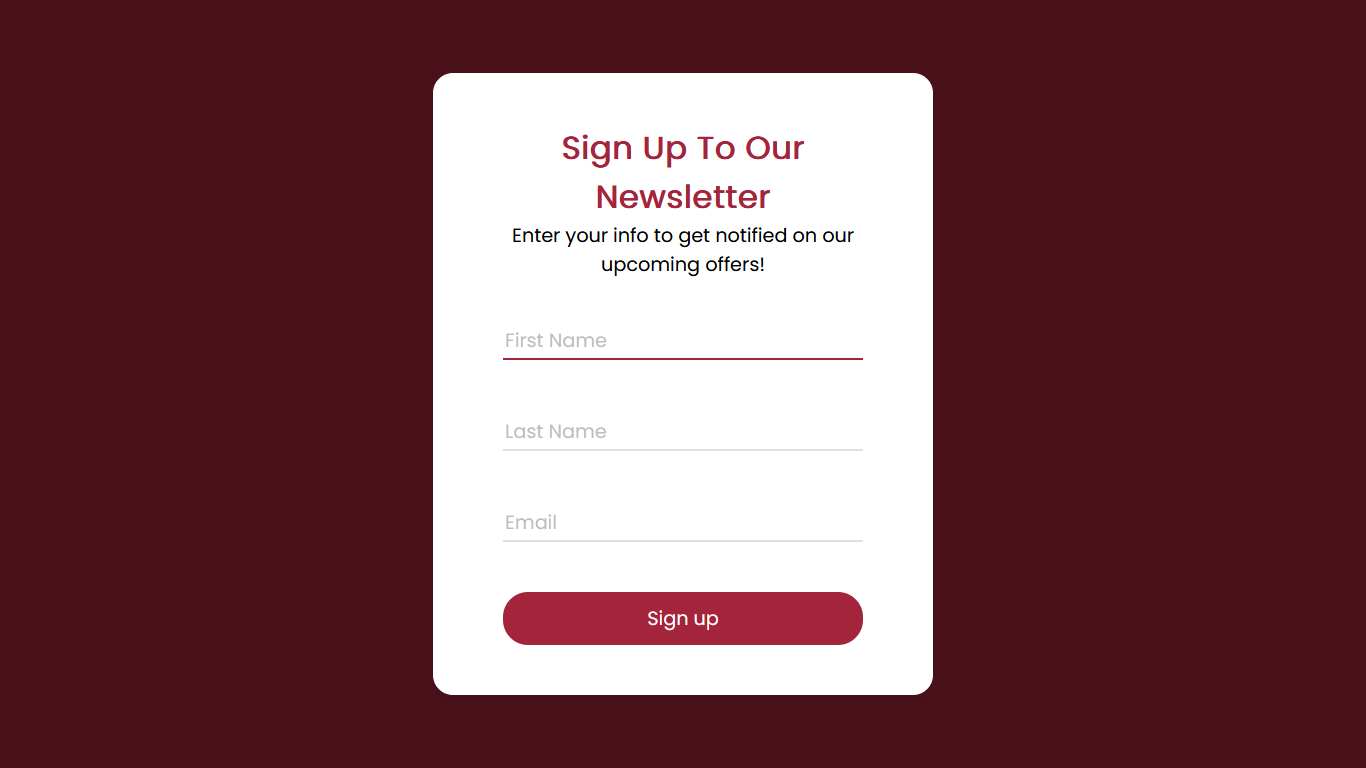 Sign Up To Our
Newsletter
Enter your info to get notified on our
upcoming offers!
First Name
Last Name
Email
Sign up